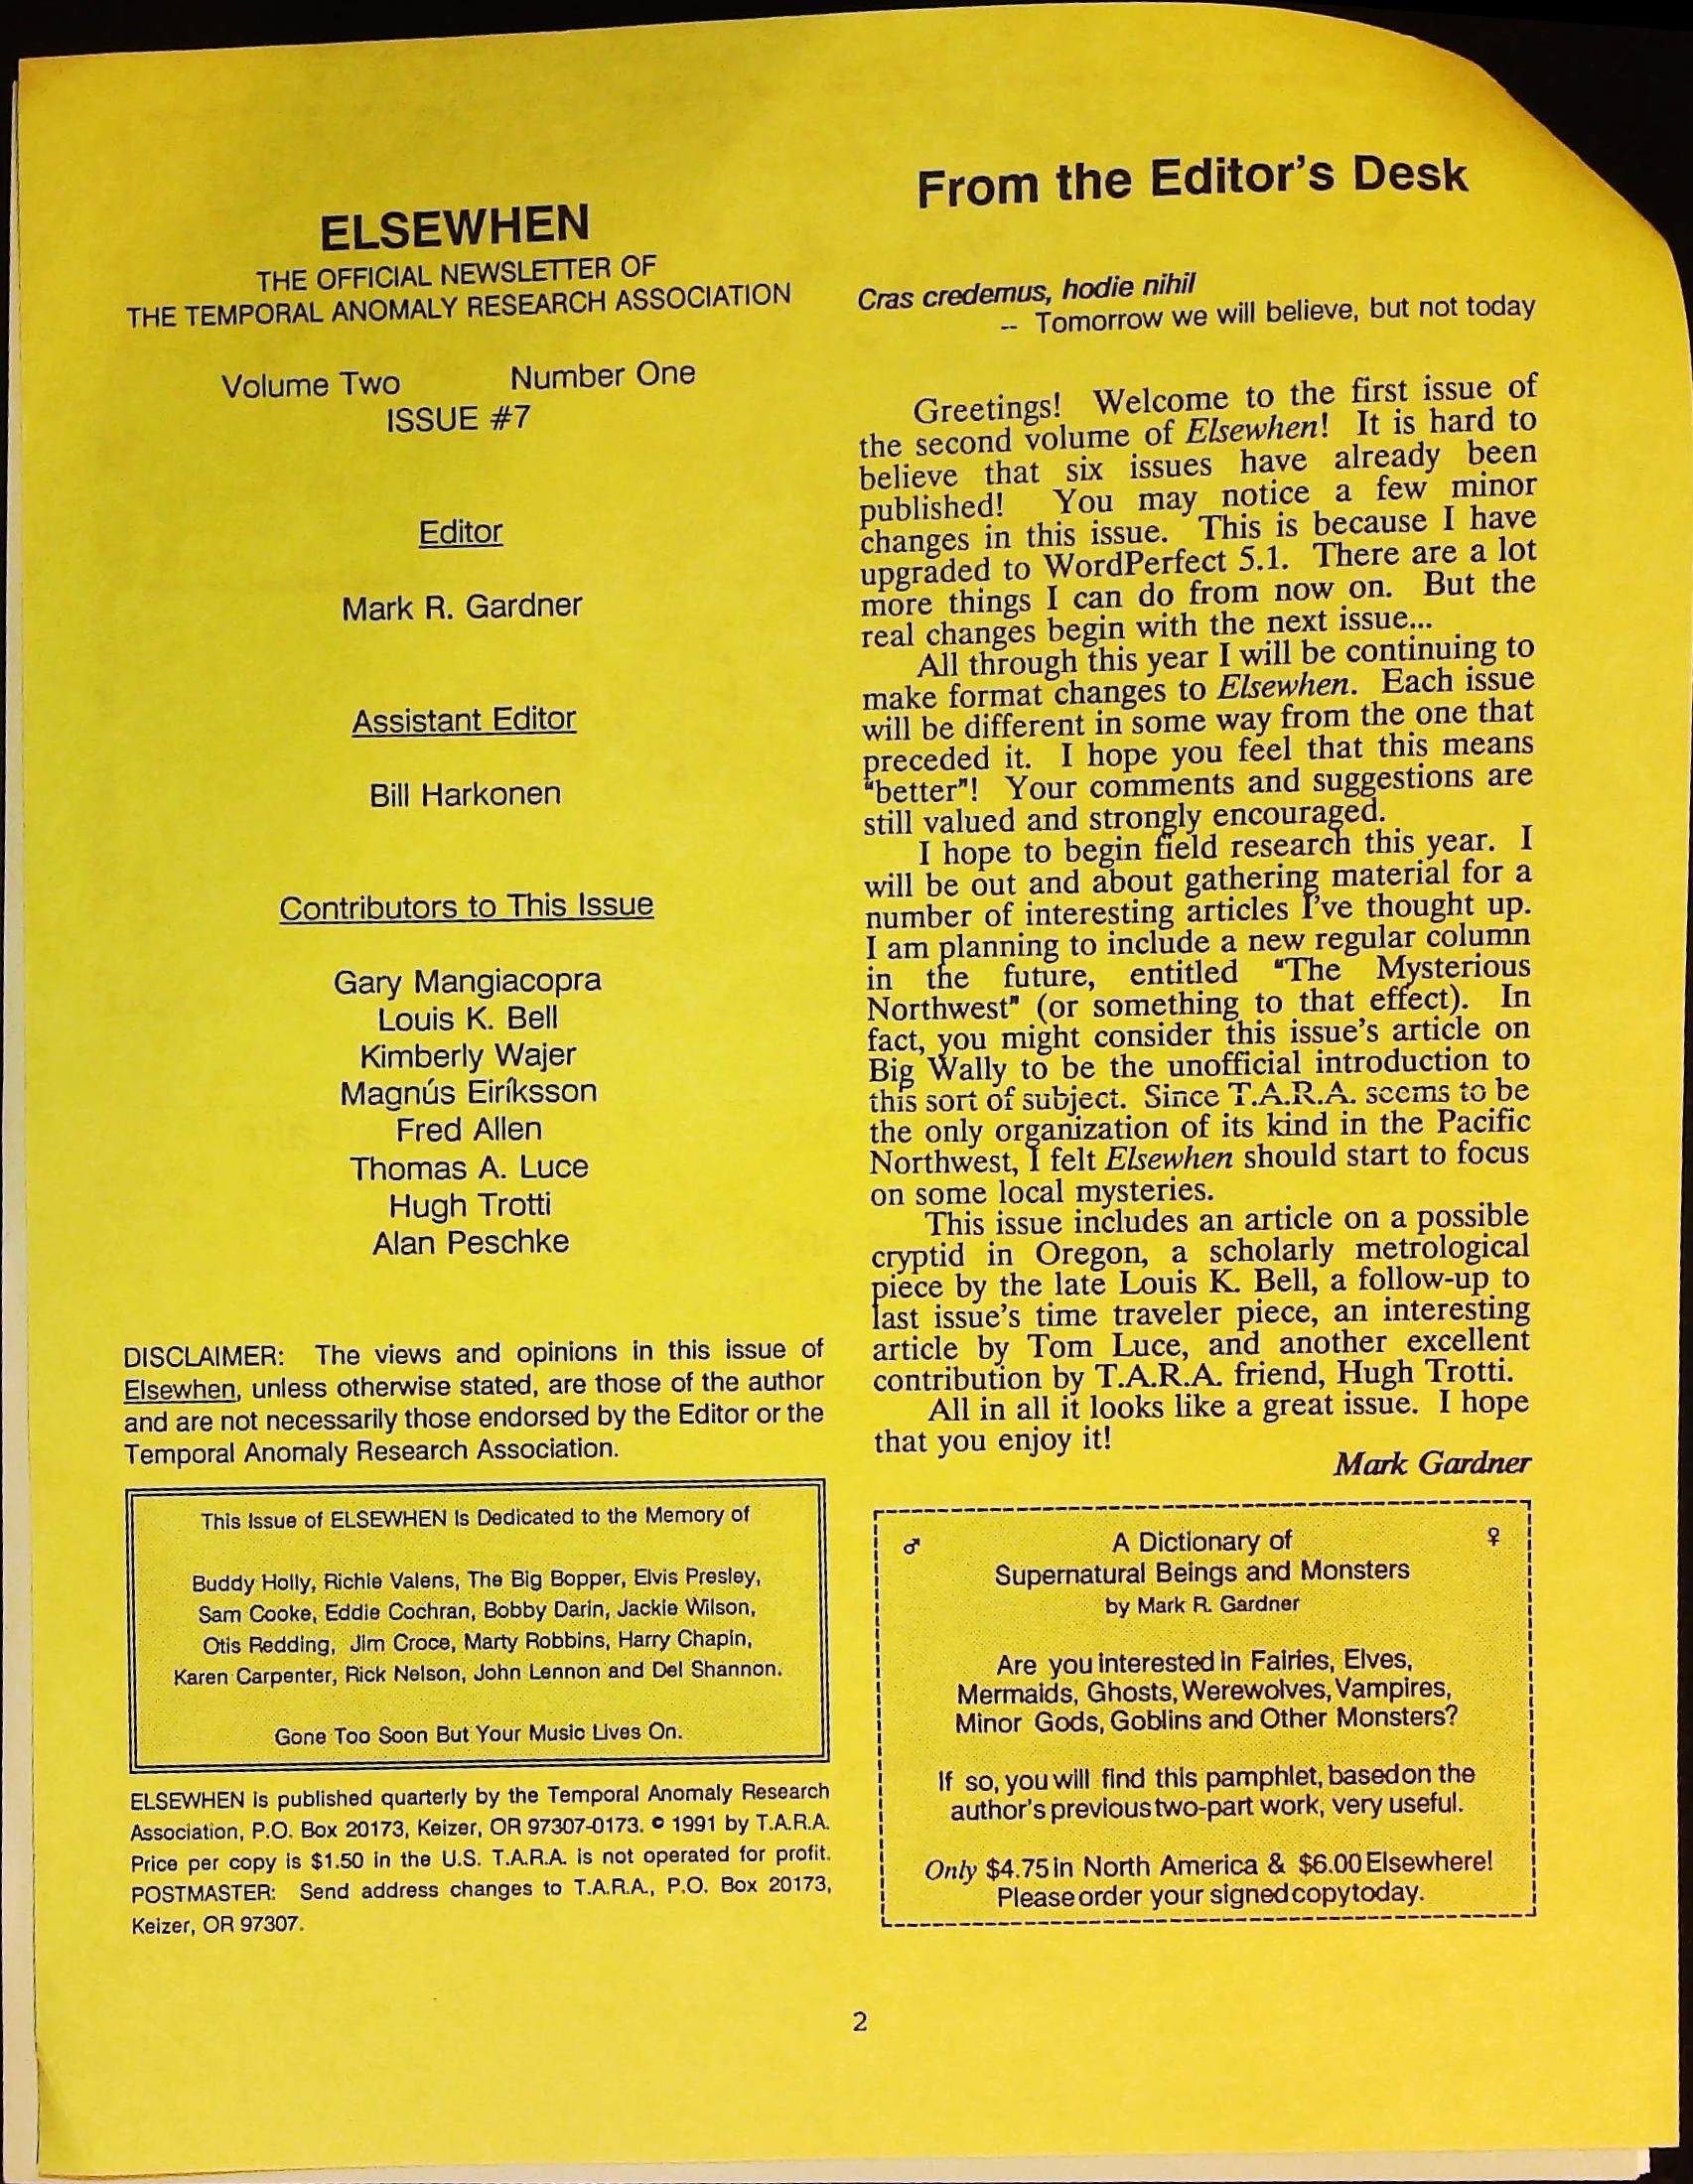 ELSEWHEN
THE OFFICIAL NEWSLETTER OF
THE TEMPORAL ANOMALY RESEARCH ASSOCIATION
Volume Two Number One
ISSUE #7
Editor
Mark R. Gardner
Assistant Editor
Bill Harkonen
Contributors to This Issue
Gary Mangiacopra
Louis K. Bell
Kimberly Wajer
Magnús Eiríksson
Fred Allen
Thomas A. Luce
Hugh Trotti
Alan Peschke
DISCLAIMER: The views and opinions in this issue of
Elsewhen, unless otherwise stated, are those of the author
and are not necessarily those endorsed by the Editor or the
Temporal Anomaly Research Association.
This Issue of ELSEWHEN Is Dedicated to the Memory of
Buddy Holly, Richie Valens, The Big Bopper, Elvis Presley,
Sam Cooke, Eddie Cochran, Bobby Darin, Jackie Wilson,
Otis Redding, Jim Croce, Marty Robbins, Harry Chapin,
Karen Carpenter, Rick Nelson, John Lennon and Del Shannon.
Gone Too Soon But Your Music Lives On.
ELSEWHEN is published quarterly by the Temporal Anomaly Research
Association, P.O. Box 20173, Keizer, OR 97307-0173. © 1991 by T.A.R.A.
Price per copy is $1.50 in the U.S. T.A.R.A. is not operated for profit.
POSTMASTER: Send address changes to T.A.R.A., P.O. Box 20173,
Keizer, OR 97307.
From the Editor's Desk
Cras credemus, hodie nihil
-- Tomorrow we will believe, but not today
Greetings! Welcome to the first issue of
the second volume of Elsewhen! It is hard to
believe that six issues have already been
published! You may notice a few minor
changes in this issue. This is because I have
upgraded to WordPerfect 5.1. There are a lot
more things I can do from now on. But the
real changes begin with the next issue...
All through this year I will be continuing to
make format changes to Elsewhen. Each issue
will be different in some way from the one that
preceded it. I hope you feel that this means
"better"! Your comments and suggestions are
still valued and strongly encouraged.
I hope to begin field research this year. I
will be out and about gathering material for a
number of interesting articles I've thought up.
I am planning to include a new regular column
in the future, entitled "The Mysterious
Northwest" (or something to that effect). In
fact, you might consider this issue's article on
Big Wally to be the unofficial introduction to
this sort of subject. Since T.A.R.A. seems to be
the only organization of its kind in the Pacific
Northwest, I felt Elsewhen should start to focus
on some local mysteries.
This issue includes an article on a possible
cryptid in Oregon, a scholarly metrological
piece by the late Louis K. Bell, a follow-up to
last issue's time traveler piece, an interesting
article by Tom Luce, and another excellent
contribution by T.A.R.A. friend, Hugh Trotti.
All in all it looks like a great issue. I hope
that you enjoy it!
Mark Gardner
♂ A Dictionary of ♀
Supernatural Beings and Monsters
by Mark R. Gardner
Are you interested in Fairies, Elves,
Mermaids, Ghosts, Werewolves, Vampires,
Minor Gods, Goblins and Other Monsters?
If so, you will find this pamphlet, based on the
author's previous two-part work, very useful.
Only $4.75 in North America & $6.00 Elsewhere!
Please order your signed copy today.
2